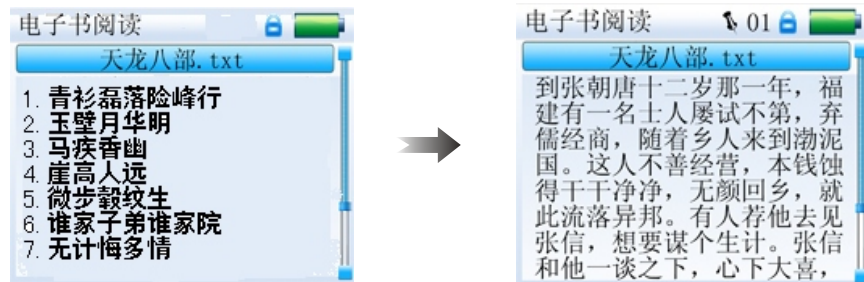 电子书阅读
天龙八部.txt
1. 青衫磊落险峰行
2. 玉壁月华明
3. 马疾香幽
4. 崖高人远
5. 微步縠纹生
6. 谁家子弟谁家院
7. 无计悔多情
电子书阅读 01
天龙八部.txt
到张朝唐十二岁那一年，福
建有一名士人屡试不第，弃
儒经商，随着乡人来到渤泥
国。这人不善经营，本钱蚀
得干干净净，无颜回乡，就
此流落异邦。有人荐他去见
张信，想要谋个生计。张信
和他一谈之下，心下大喜，